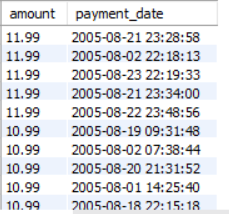 amount payment_date
11.99 2005-08-21 23:28:58
11.99 2005-08-02 22:18:13
11.99 2005-08-23 22:19:33
11.99 2005-08-21 23:34:00
11.99 2005-08-22 23:48:56
10.99 2005-08-19 09:31:48
10.99 2005-08-02 07:38:44
10.99 2005-08-20 21:31:52
10.99 2005-08-01 14:25:40
10.99 2005-08-18 22:15:18